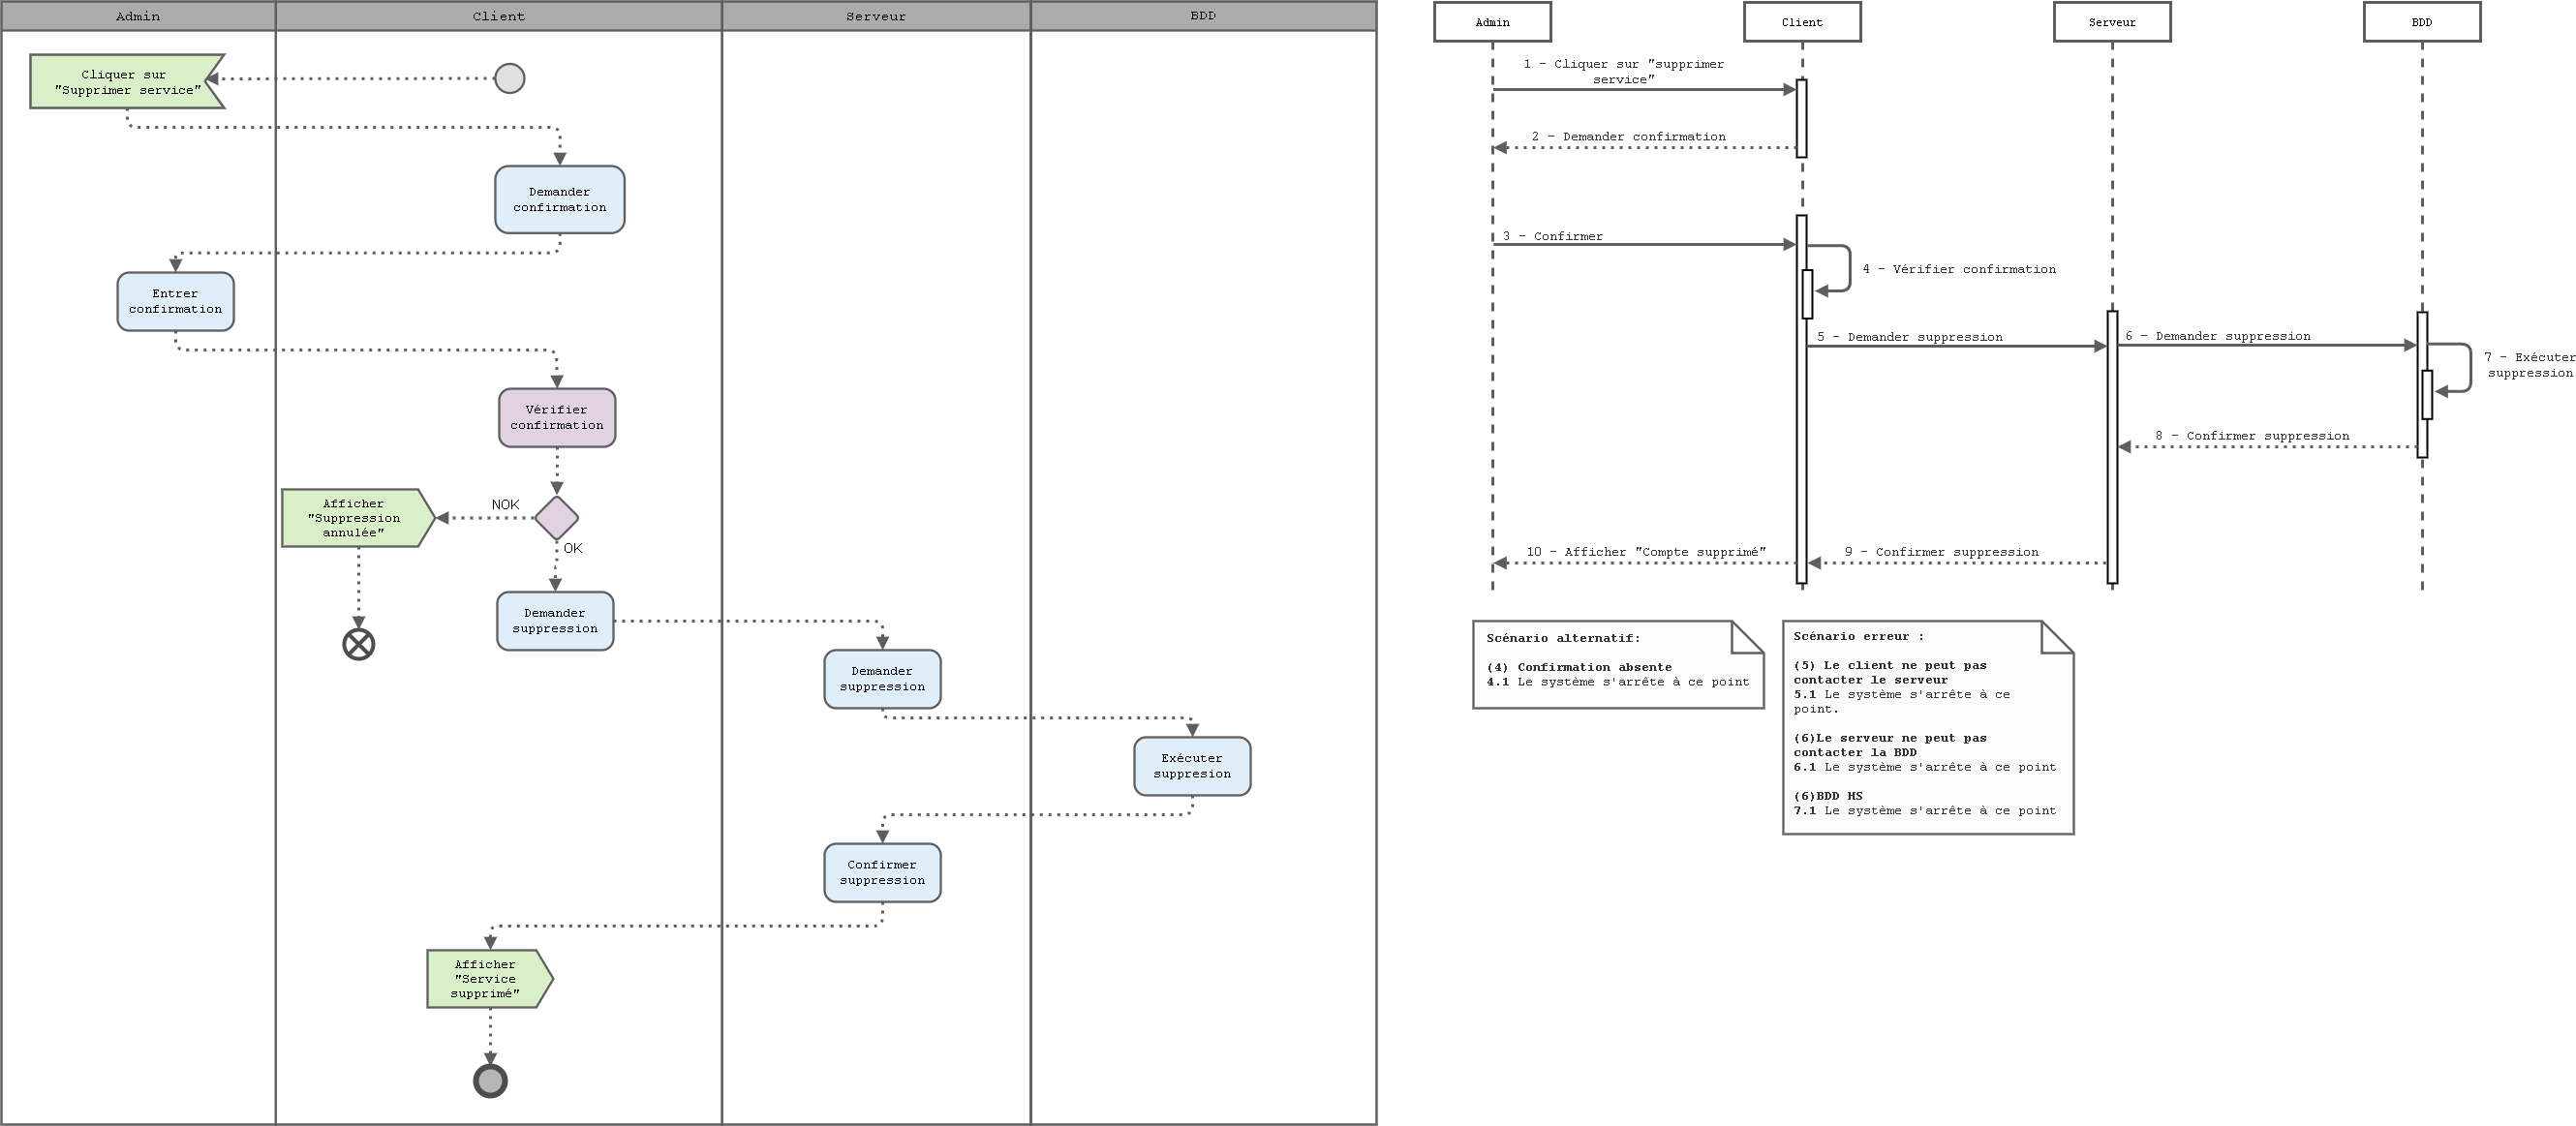 Admin
Client
Serveur
BDD
Cliquer sur
"Supprimer service"
Demander
confirmation
Entrer
confirmation
Vérifier
confirmation
NOK
Afficher
"Suppression
annulée"
OK
Demander
suppression
Demander
suppression
Exécuter
suppresion
Confirmer
suppression
Afficher
"Service
supprimé"
Admin
Client
Serveur
BDD
1 - Cliquer sur "supprimer
service"
2 - Demander confirmation
3 - Confirmer
4 - Vérifier confirmation
5 - Demander suppression
6 - Demander suppression
7 - Exécuter
suppression
8 - Confirmer suppression
10 - Afficher "Compte supprimé"
9 - Confirmer suppression
Scénario alternatif:
(4) Confirmation absente
4.1 Le système s'arrête à ce point
Scénario erreur :
(5) Le client ne peut pas
contacter le serveur
5.1 Le système s'arrête à ce
point.
(6)Le serveur ne peut pas
contacter la BDD
6.1 Le système s'arrête à ce point
(6)BDD HS
7.1 Le système s'arrête à ce point